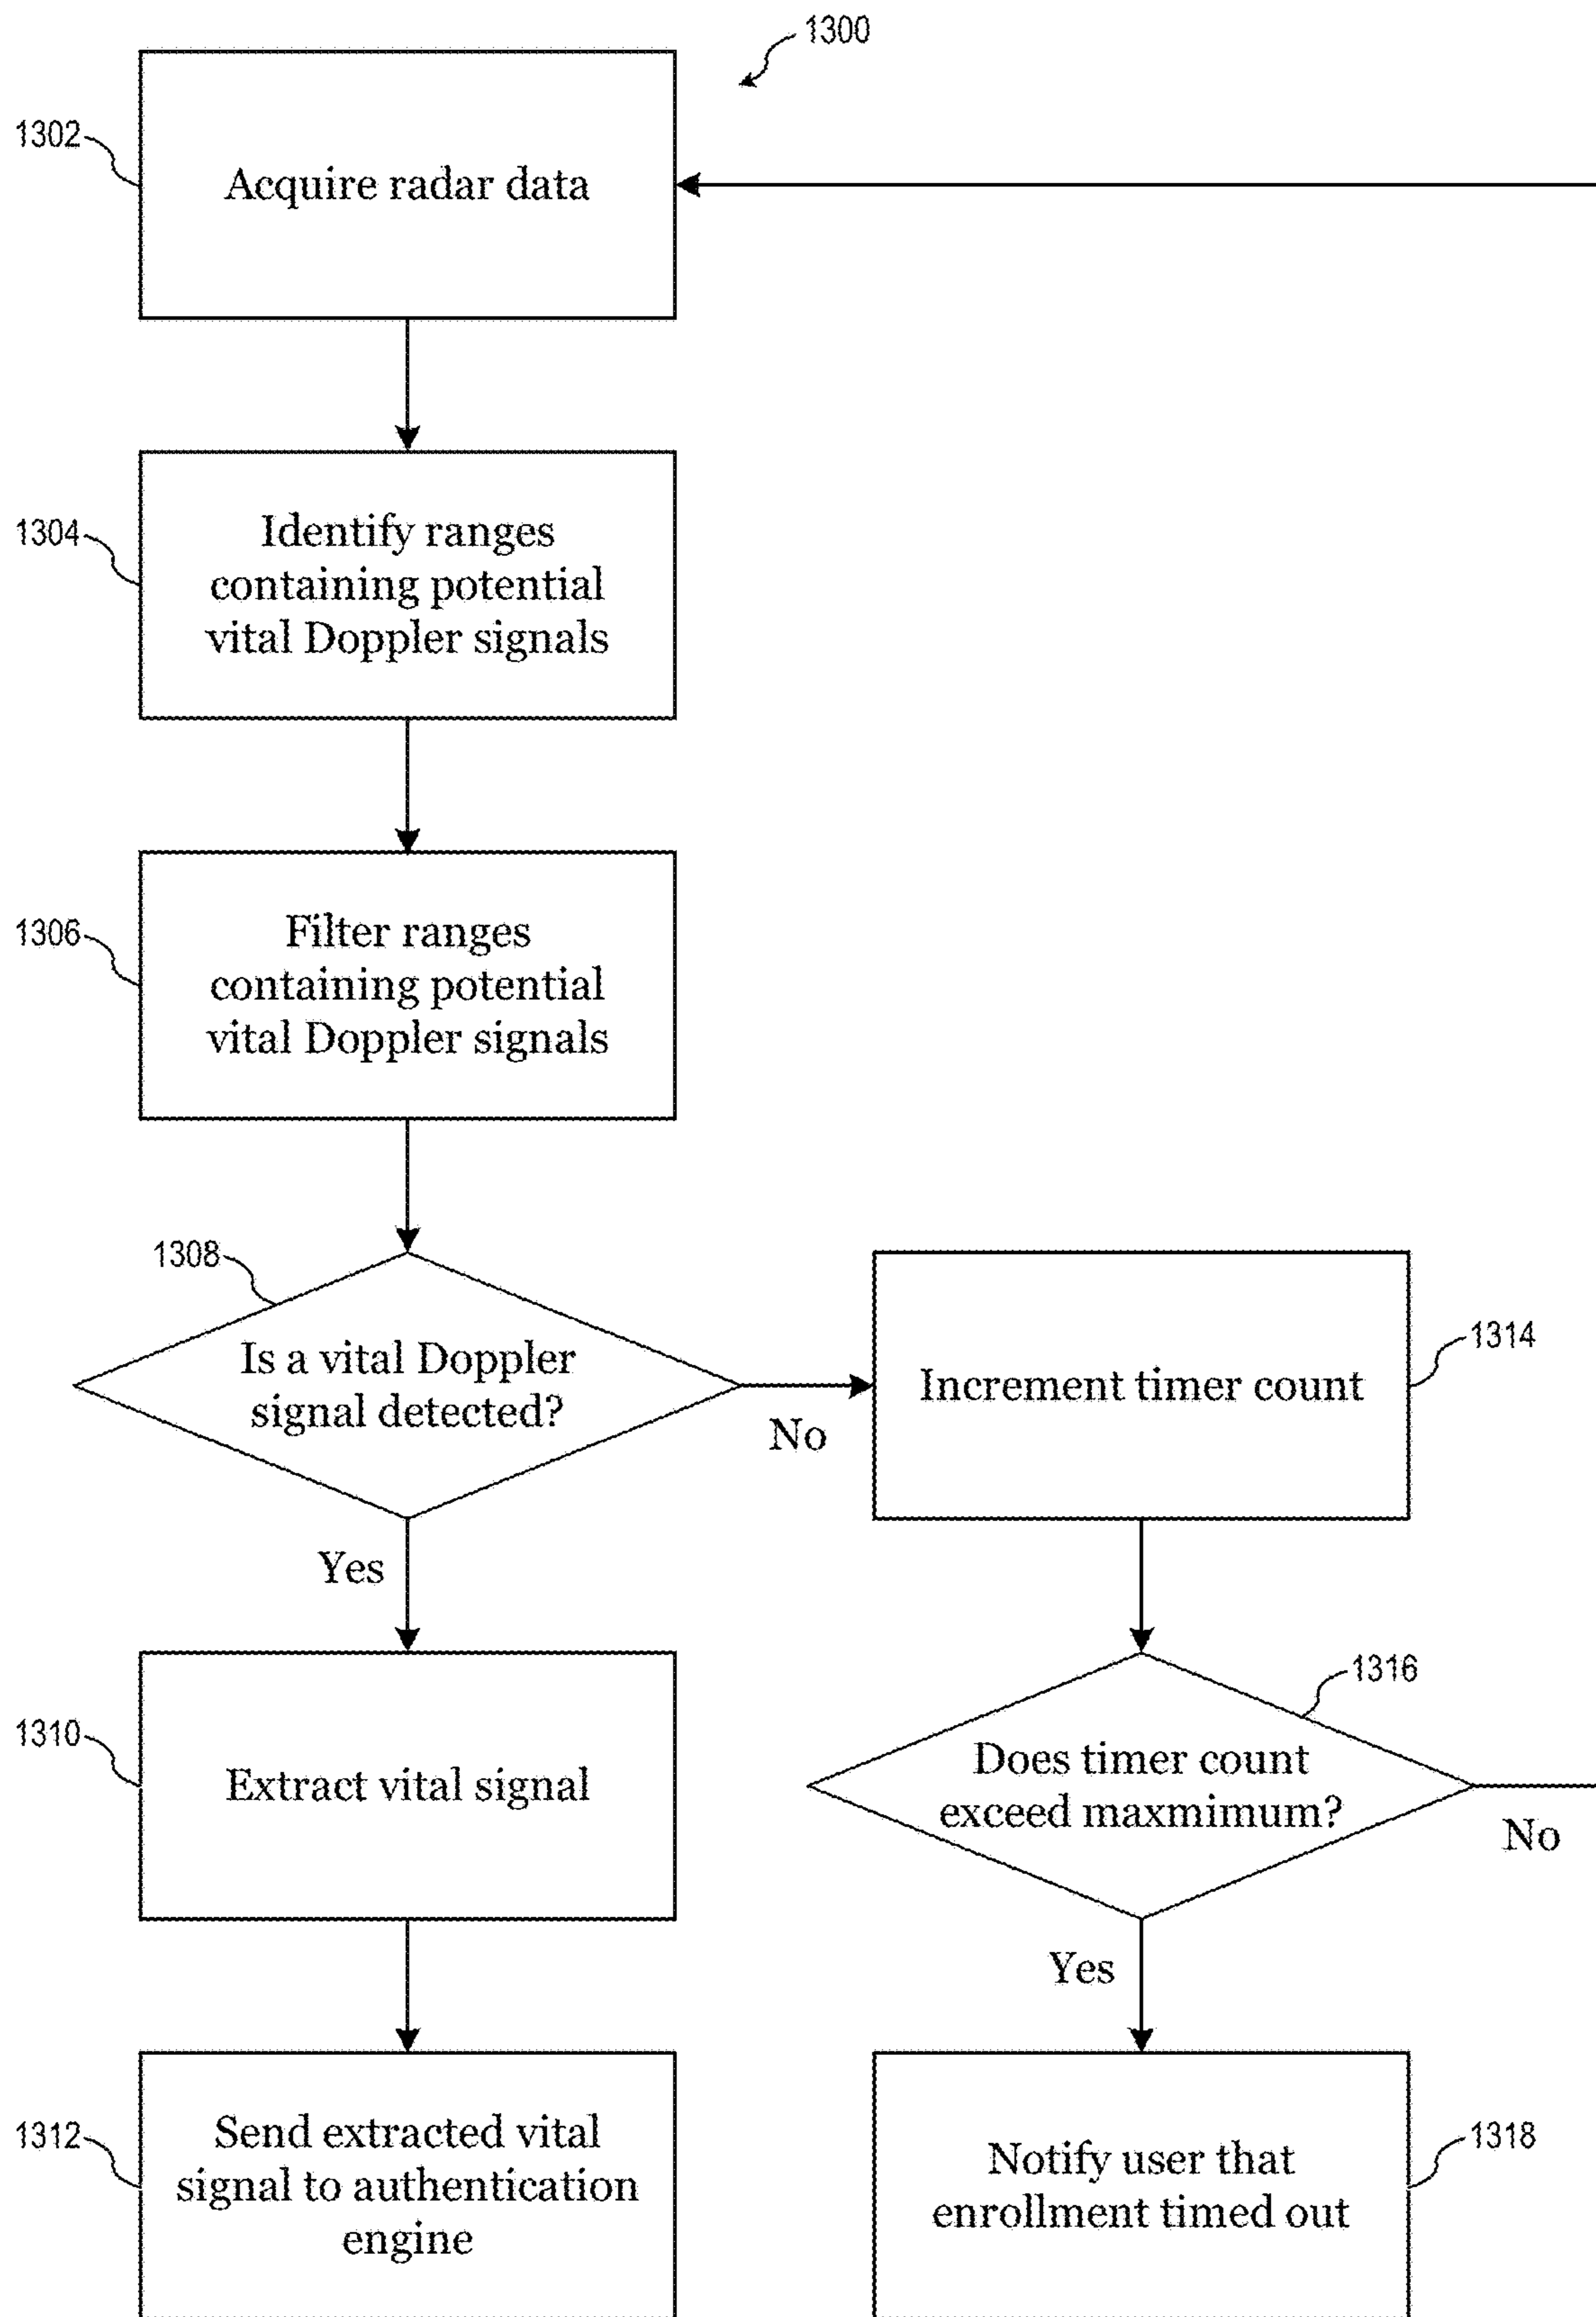 1300
1302
Acquire radar data
1304
Identify ranges
containing potential
vital Doppler signals
1306
Filter ranges
containing potential
vital Doppler signals
1308
Is a vital Doppler
signal detected?
No
Increment timer count
1314
Yes
1310
Extract vital signal
1316
Does timer count
exceed maxmimum?
No
Yes
1312
Send extracted vital
signal to authentication
engine
Notify user that
enrollment timed out
1318